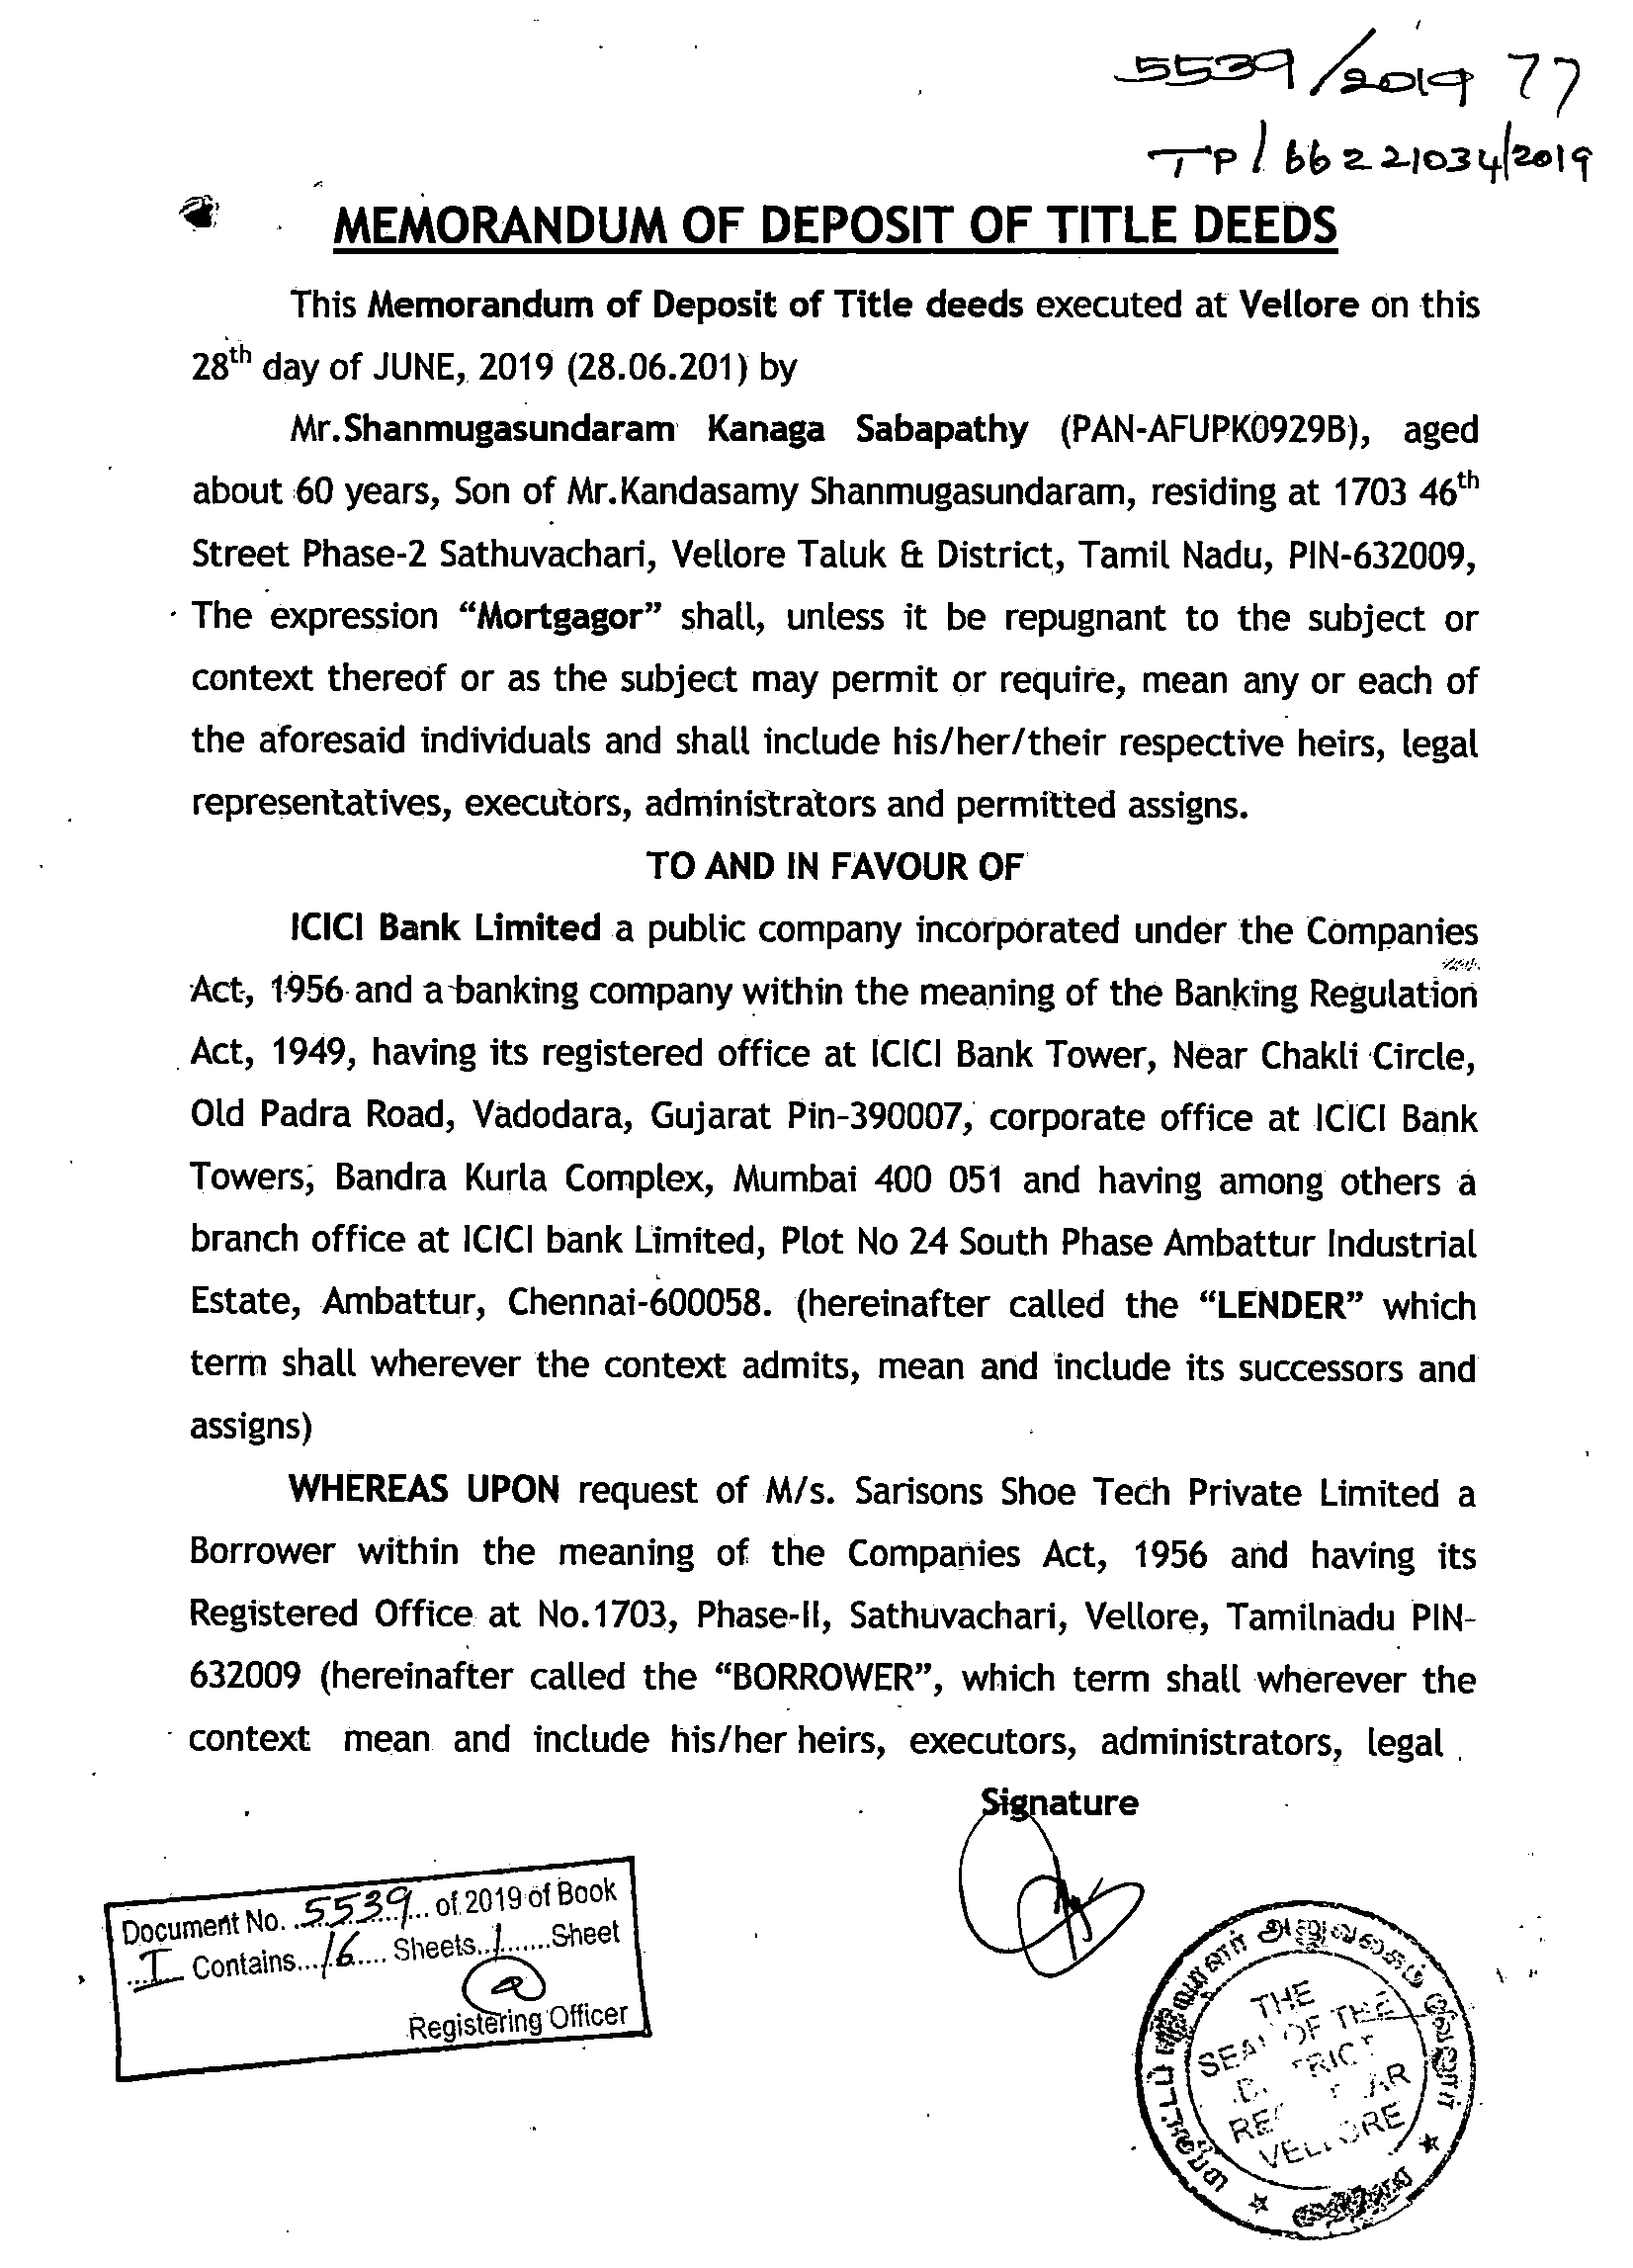 5539/2019 77
TP/66221034/2019
MEMORANDUM OF DEPOSIT OF TITLE DEEDS
This Memorandum of Deposit of Title deeds executed at Vellore on this
28th day of JUNE, 2019 (28.06.201) by
Mr.Shanmugasundaram Kanaga Sabapathy (PAN-AFUPK0929B), aged
about 60 years, Son of Mr.Kandasamy Shanmugasundaram, residing at 1703 46th
Street Phase-2 Sathuvachari, Vellore Taluk & District, Tamil Nadu, PIN-632009,
The expression “Mortgagor” shall, unless it be repugnant to the subject or
context thereof or as the subject may permit or require, mean any or each of
the aforesaid individuals and shall include his/her/their respective heirs, legal
representatives, executors, administrators and permitted assigns.
TO AND IN FAVOUR OF
ICICI Bank Limited a public company incorporated under the Companies
Act, 1956 and a banking company within the meaning of the Banking Regulation
Act, 1949, having its registered office at ICICI Bank Tower, Near Chakli Circle,
Old Padra Road, Vadodara, Gujarat Pin-390007, corporate office at ICICI Bank
Towers, Bandra Kurla Complex, Mumbai 400 051 and having among others a
branch office at ICICI bank Limited, Plot No 24 South Phase Ambattur Industrial
Estate, Ambattur, Chennai-600058. (hereinafter called the “LENDER” which
term shall wherever the context admits, mean and include its successors and
assigns)
WHEREAS UPON request of M/s. Sarisons Shoe Tech Private Limited a
Borrower within the meaning of the Companies Act, 1956 and having its
Registered Office at No.1703, Phase-II, Sathuvachari, Vellore, Tamilnadu PIN-
632009 (hereinafter called the “BORROWER”, which term shall wherever the
context mean and include his/her heirs, executors, administrators, legal
Signature
Document No. 5539 of 2019 of Book
I Contains 16 Sheets 1 Sheet
Registering Officer
THE
SEAL OF THE
DISTRICT
REGISTRAR
VELLORE